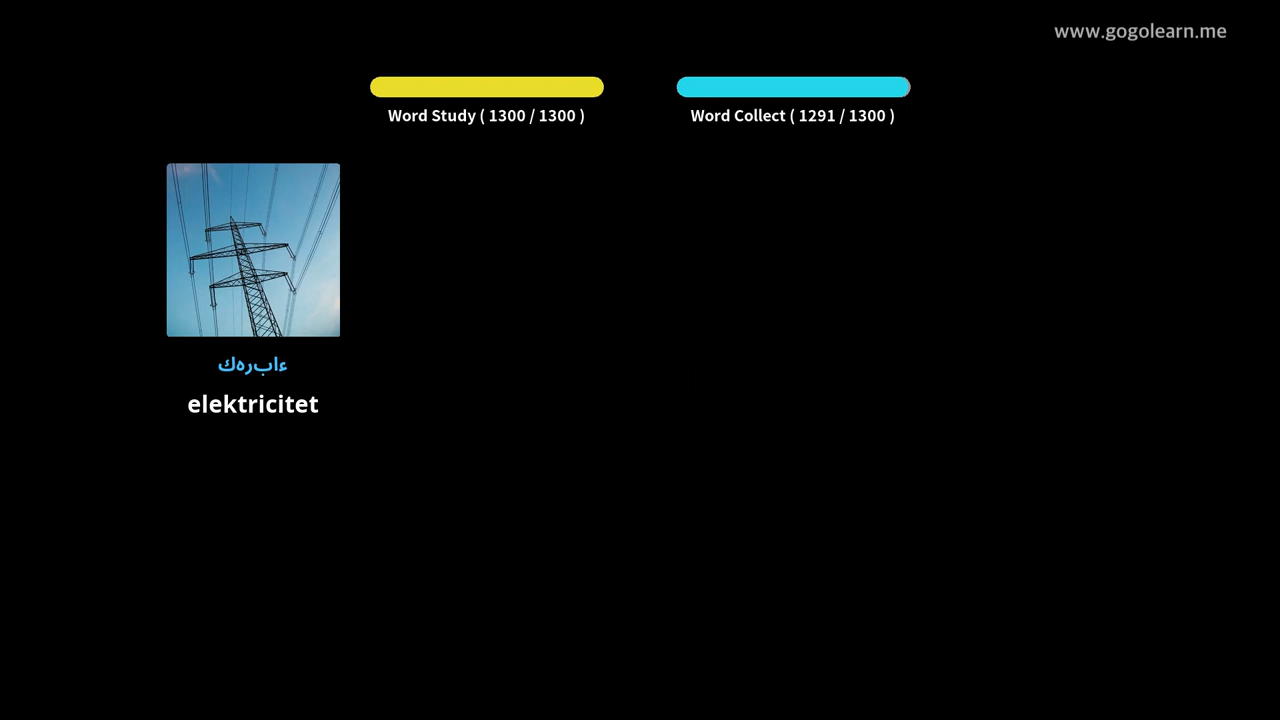 www.gogolearn.me
Word Study ( 1300 / 1300 )
Word Collect ( 1291 / 1300 )
ءابرهك
elektricitet